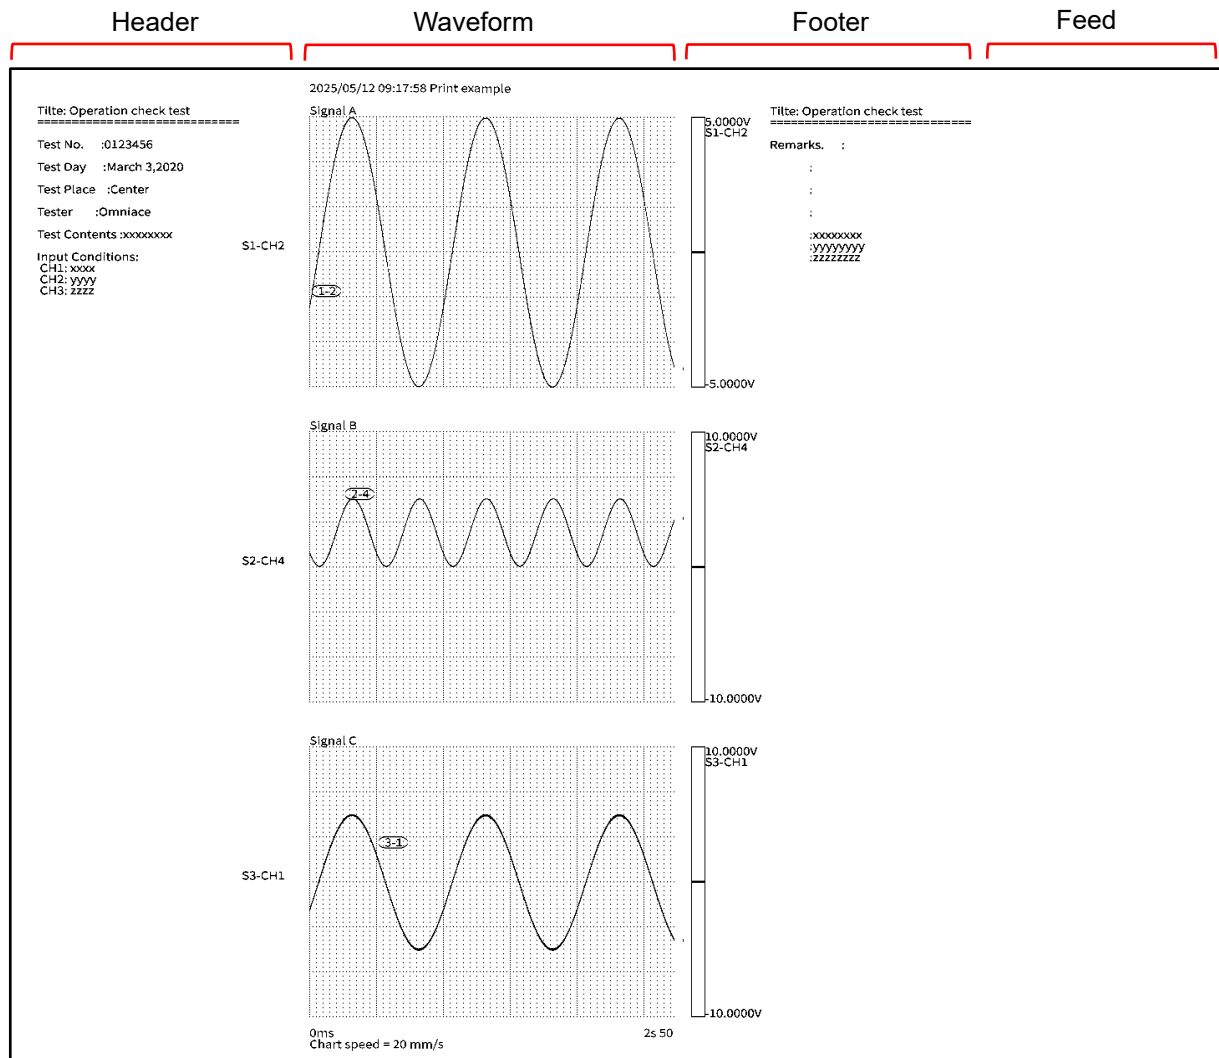 Header
Waveform
Footer
Feed
Tilte: Operation check test
=============================
Test No. :0123456
Test Day :March 3,2020
Test Place :Center
Tester :Omniace
Test Contents :xxxxxxxx
Input Conditions:
CH1: xxxx
CH2: yyyy
CH3: zzzz
2025/05/12 09:17:58 Print example
Signal A
S1-CH2
1-2
5.0000V
S1-CH2
-5.0000V
Signal B
S2-CH4
2-4
10.0000V
S2-CH4
-10.0000V
Signal C
S3-CH1
3-1
10.0000V
S3-CH1
-10.0000V
0ms
2s 50
Chart speed = 20 mm/s
Tilte: Operation check test
=============================
Remarks. :
:
:
:
:xxxxxxxx
:yyyyyyyy
:zzzzzzzz